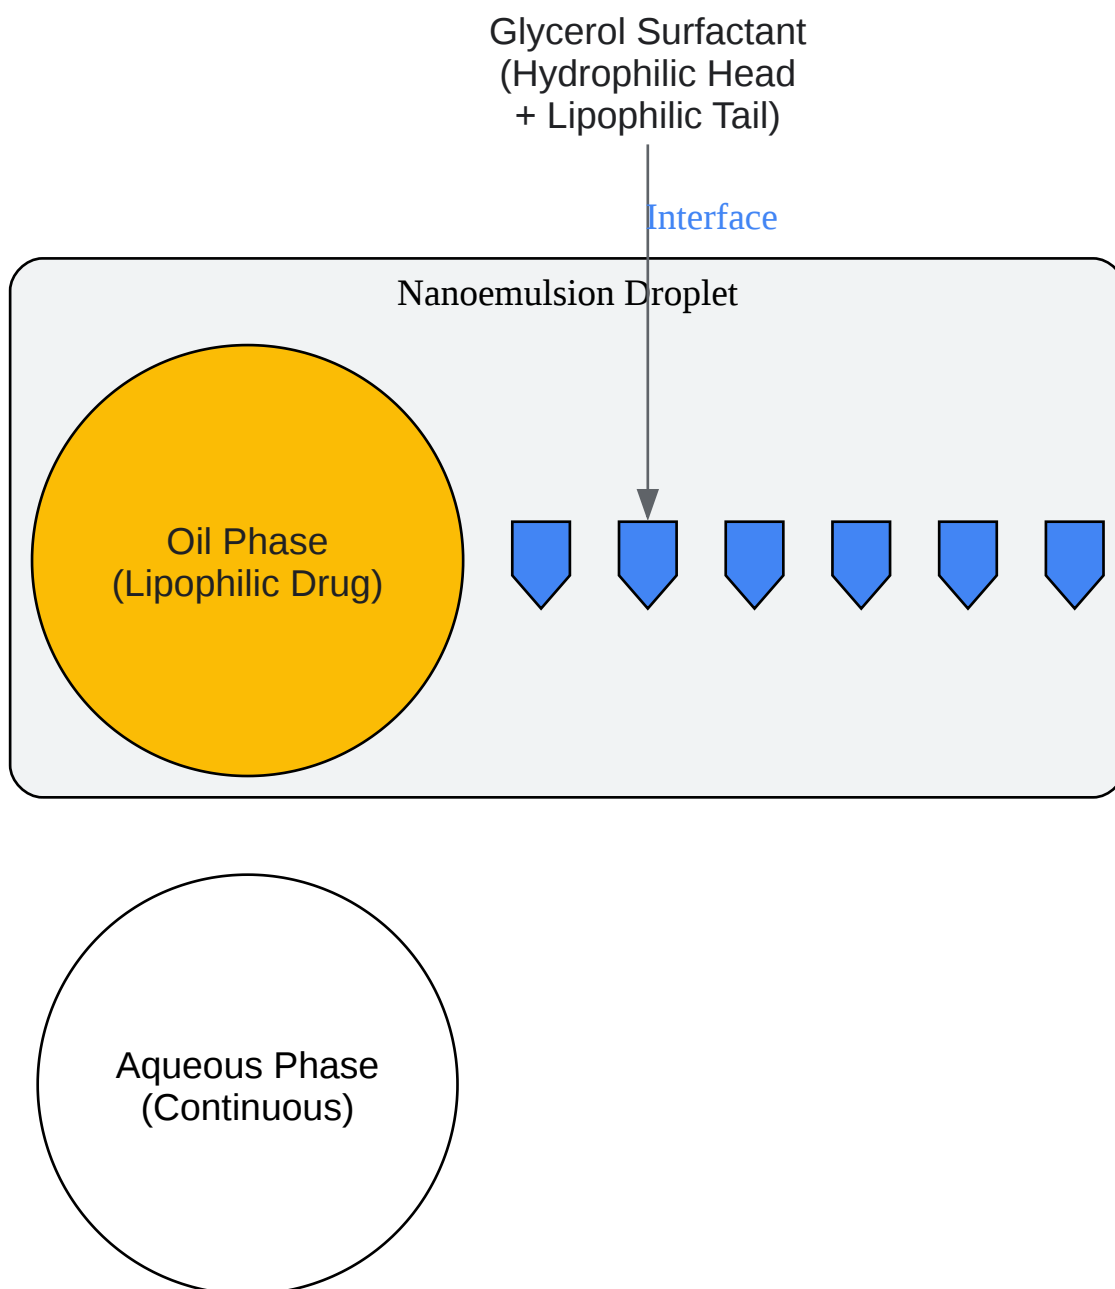 Glycerol Surfactant
(Hydrophilic Head
+ Lipophilic Tail)
Interface
Nanoemulsion Droplet
Oil Phase
(Lipophilic Drug)
Aqueous Phase
(Continuous)